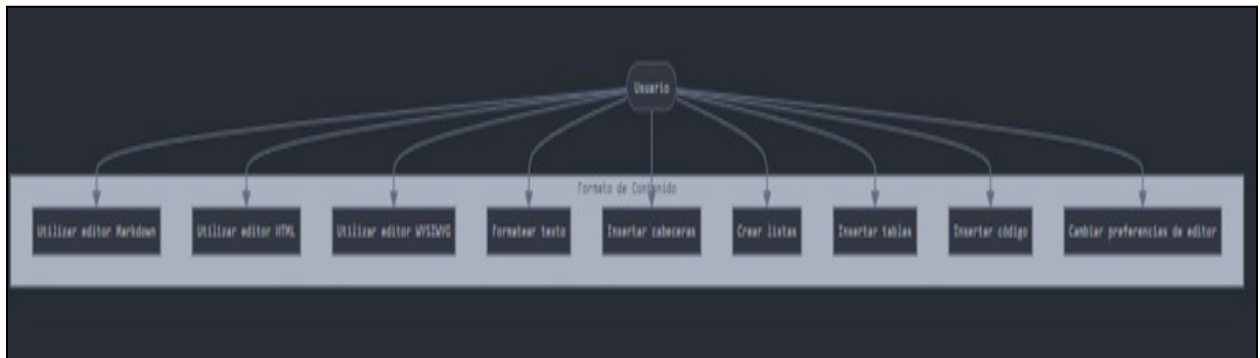 Usuario
Formato de Contenido
Utilizar editor Markdown
Utilizar editor HTML
Utilizar editor WYSIWYG
Formatear texto
Insertar cabeceras
Crear listas
Insertar tablas
Insertar código
Cambiar preferencias de editor